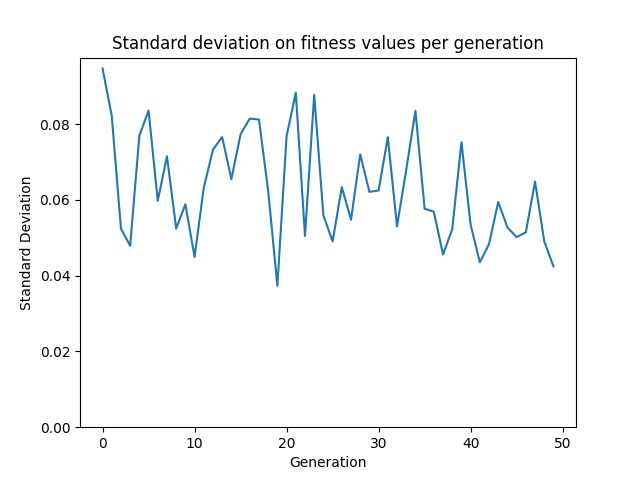 Standard deviation on fitness values per generation
Standard Deviation
0.08
0.06
0.04
0.02
0.00
0 10 20 30 40 50
Generation